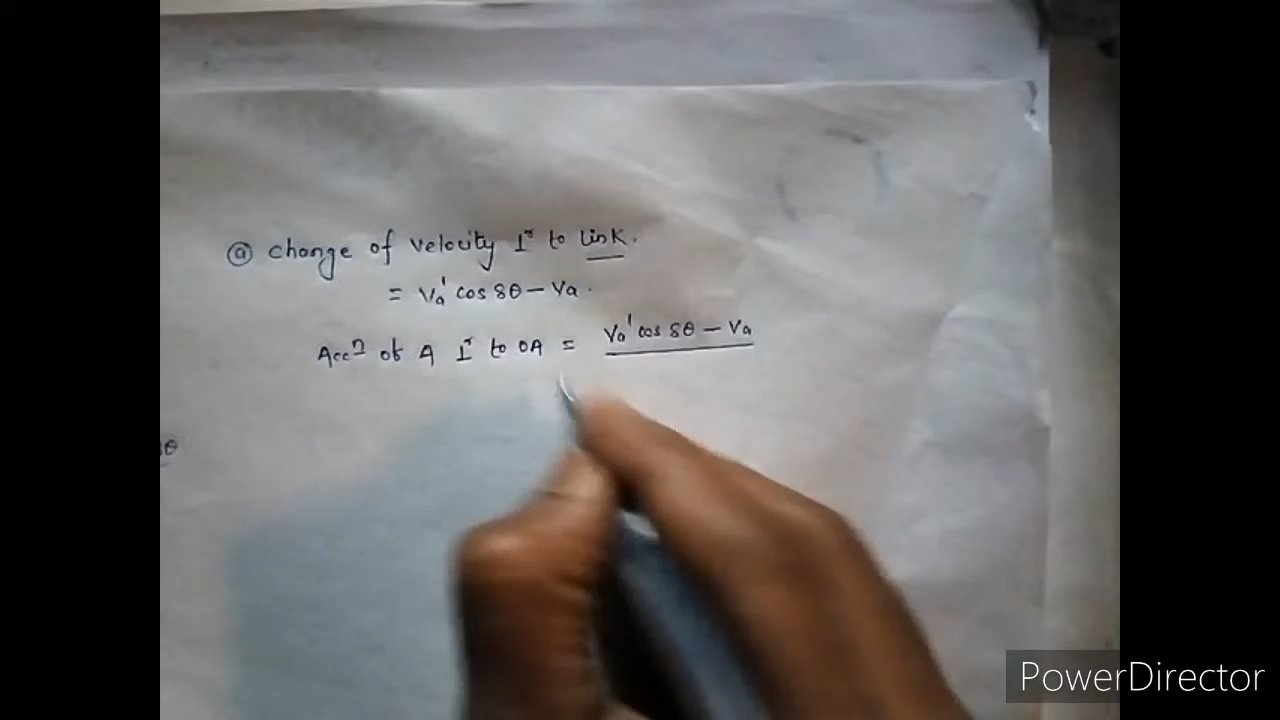 ⓐ change of velocity ⊥r to link.
= Va' cos δθ - Va.
Accn of A ⊥r to OA = Va' cos δθ - Va
θ
PowerDirector